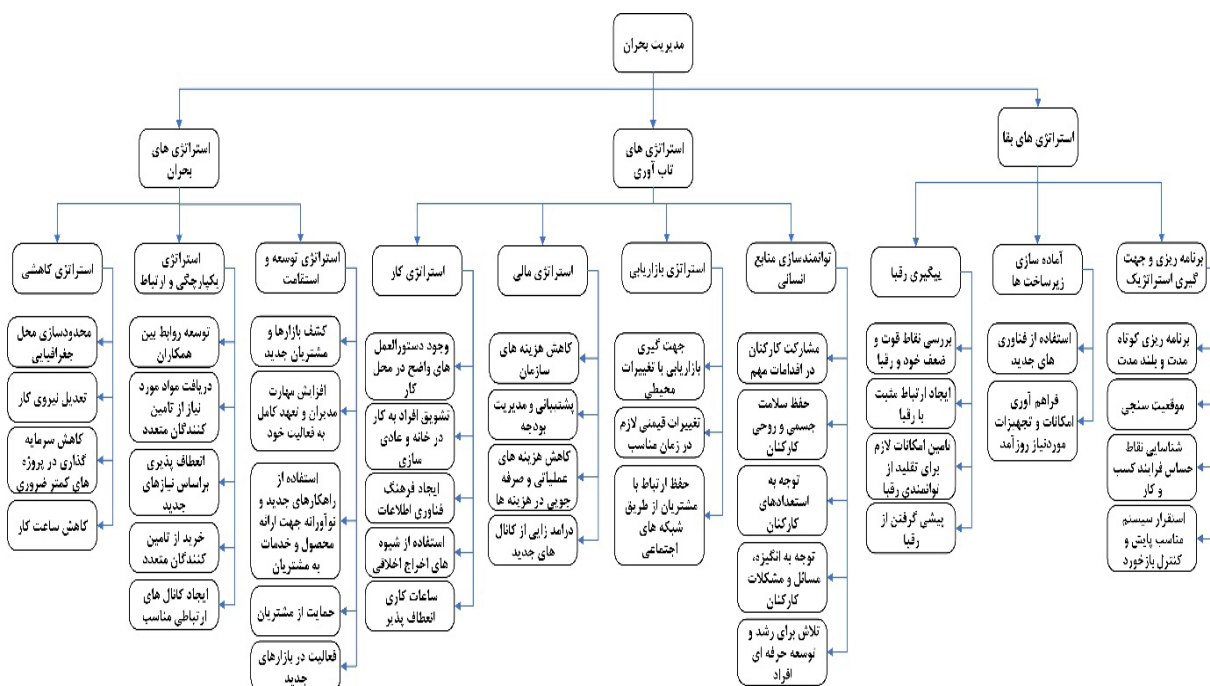 مدیریت بحران
استراتژی های بقا
استراتژی های
تاب آوری
استراتژی های
بحران
برنامه ریزی و جهت
گیری استراتژیک
آماده سازی
زیرساخت ها
پیگیری رقبا
توانمندسازی منابع
انسانی
استراتژی بازاریابی
استراتژی مالی
استراتژی کار
استراتژی توسعه و
استقامت
استراتژی
یکپارچگی و ارتباط
استراتژی کاهشی
برنامه ریزی کوتاه
مدت و بلند مدت
موقعیت سنجی
شناسایی نقاط
حساس فرایند کسب
و کار
استقرار سیستم
مناسب پایش و
کنترل بازخورد
استفاده از فناوری
های جدید
فراهم آوری
امکانات و تجهیزات
موردنیاز روزآمد
بررسی نقاط قوت و
ضعف خود و رقبا
ایجاد ارتباط مثبت
با رقبا
تامین امکانات لازم
برای تقلید از
توانمندی رقبا
پیشی گرفتن از
رقبا
مشارکت کارکنان
در اقدامات مهم
حفظ سلامت
جسمی و روحی
کارکنان
توجه به
استعدادهای
کارکنان
توجه به انگیزه،
مسائل و مشکلات
کارکنان
تلاش برای رشد و
توسعه حرفه ای
افراد
جهت گیری
بازاریابی با تغییرات
محیطی
تغییرات قیمتی لازم
در زمان مناسب
حفظ ارتباط با
مشتریان از طریق
شبکه های
اجتماعی
کاهش هزینه های
سازمان
پشتیبانی و مدیریت
بودجه
کاهش هزینه های
عملیاتی و صرفه
جویی در هزینه ها
درامد زایی از کانال
های جدید
وجود دستورالعمل
های واضح در محل
کار
تشویق افراد به کار
در خانه و عادی
سازی
ایجاد فرهنگ
فناوری اطلاعات
استفاده از شیوه
های اخراج اخلاقی
ساعات کاری
انعطاف پذیر
کشف بازارها و
مشتریان جدید
افزایش مهارت
مدیران و تعهد کامل
به فعالیت خود
استفاده از
راهکارهای جدید و
نوآورانه جهت ارائه
محصول و خدمات
به مشتریان
حمایت از مشتریان
فعالیت در بازارهای
جدید
توسعه روابط بین
همکاران
دریافت مواد مورد
نیاز از تامین
کنندگان متعدد
انعطاف پذیری
براساس نیازهای
جدید
خرید از تامین
کنندگان متعدد
ایجاد کانال های
ارتباطی مناسب
محدودسازی محل
جغرافیایی
تعدیل نیروی کار
کاهش سرمایه
گذاری در پروژه
های کمتر ضروری
کاهش ساعت کار